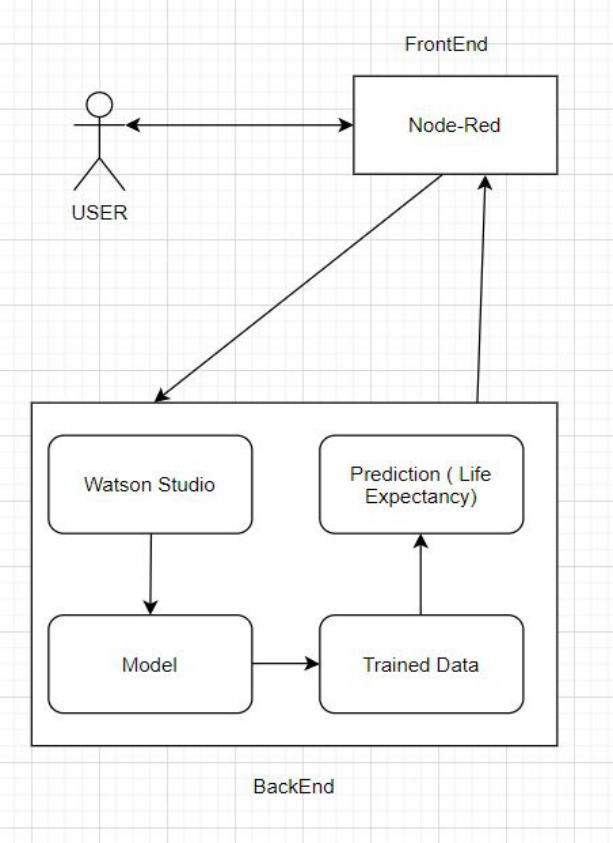 FrontEnd
Node-Red
USER
Watson Studio
Prediction ( Life
Expectancy)
Model
Trained Data
BackEnd